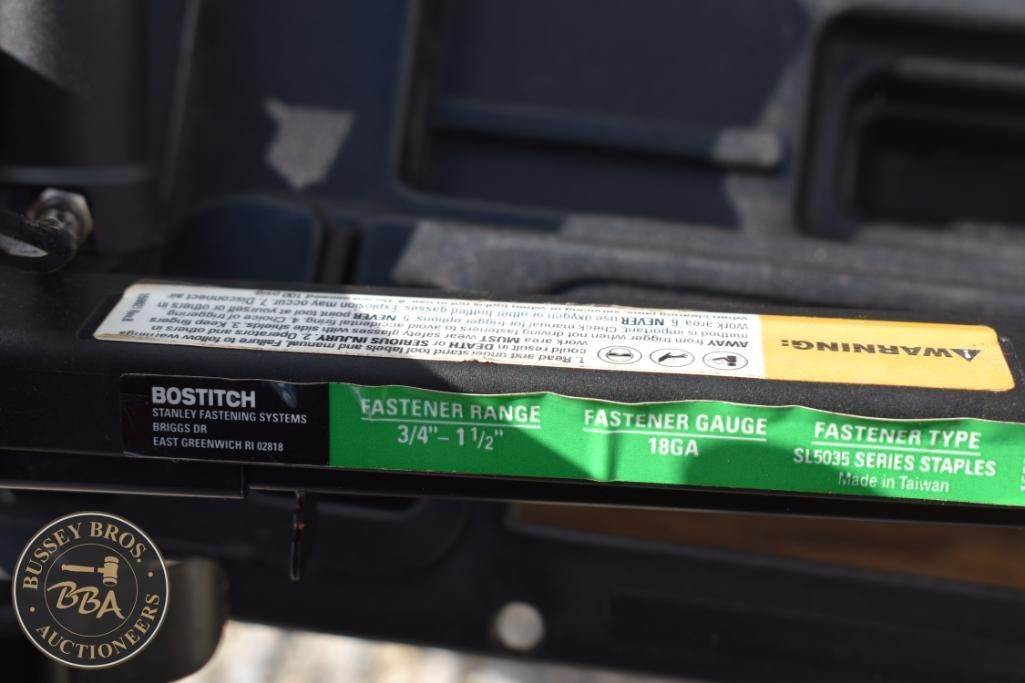 ⚠WARNING:
1. Read and understand tool labels and manual. Failure to follow warnings
could result in DEATH or SERIOUS INJURY. 2. Operators and others in
work area MUST wear safety glasses with side shields. 3. Keep fingers
AWAY from trigger when not driving fasteners to avoid accidental firing. 4. Choice of triggering
method is important. Check manual for triggering options. 5. NEVER point tool at yourself or others in
work area. 6. NEVER use oxygen or other bottled gases. Explosion may occur. 7. Disconnect air
BOSTITCH
STANLEY FASTENING SYSTEMS
BRIGGS DR
EAST GREENWICH RI 02818
FASTENER RANGE
3/4"– 1 1/2"
FASTENER GAUGE
18GA
FASTENER TYPE
SL5035 SERIES STAPLES
Made in Taiwan
BUSSEY BROS.
BBA
AUCTIONEERS